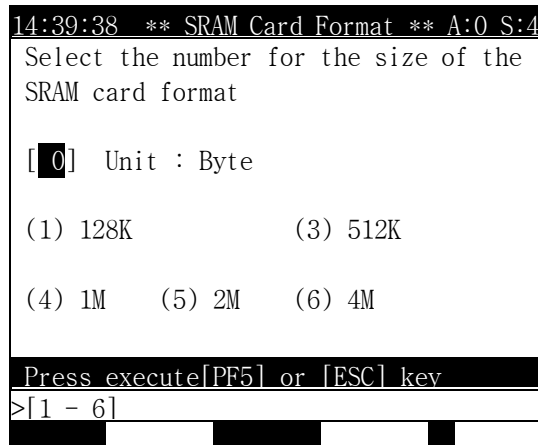 14:39:38 ** SRAM Card Format ** A:0 S:4
Select the number for the size of the
SRAM card format
[ 0] Unit : Byte
(1) 128K (3) 512K
(4) 1M (5) 2M (6) 4M
Press execute[PF5] or [ESC] key
>[1 - 6]